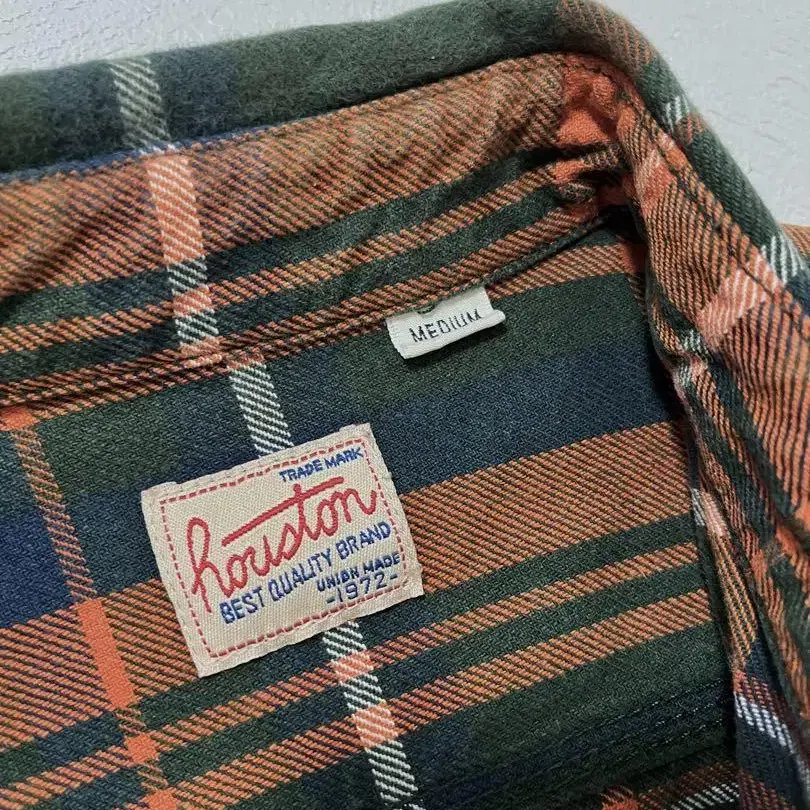 MEDIUM
TRADE MARK
houston
BEST QUALITY BRAND
UNION MADE
-1972-